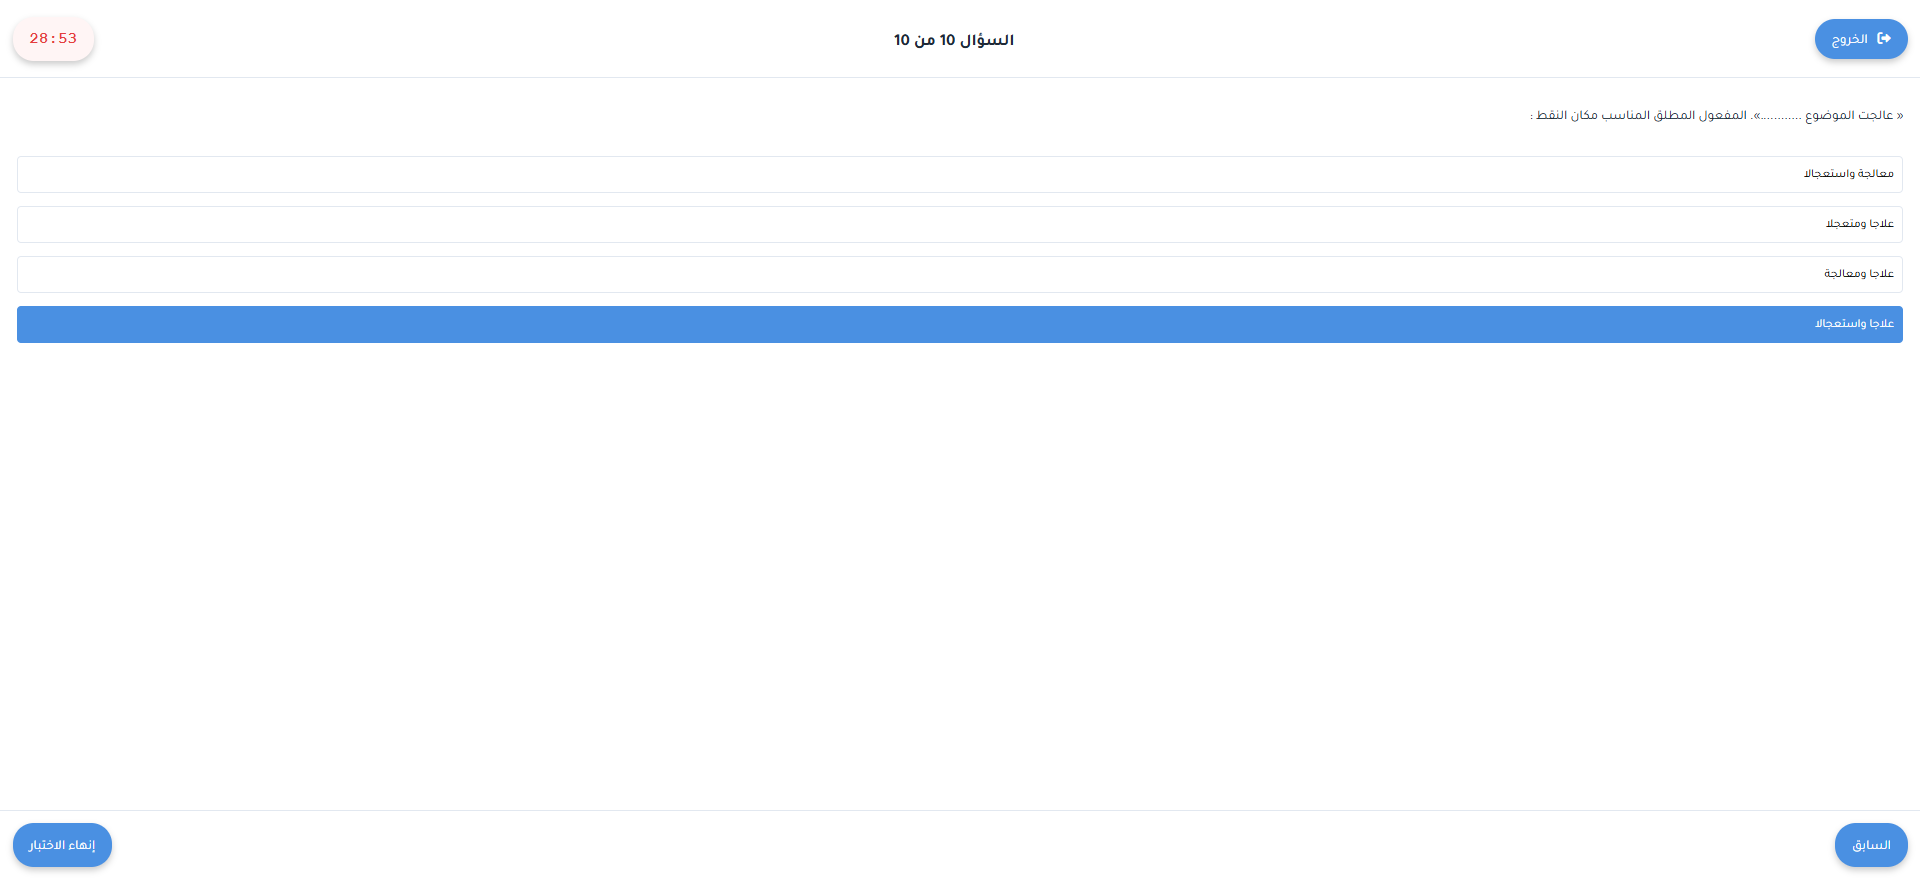 الخروج
السؤال 10 من 10
28:53
« عالجت الموضوع ............». المفعول المطلق المناسب مكان النقط :
معالجة واستعجالا
علاجا ومتعجلا
علاجا ومعالجة
علاجا واستعجالا
السابق
إنهاء الاختبار